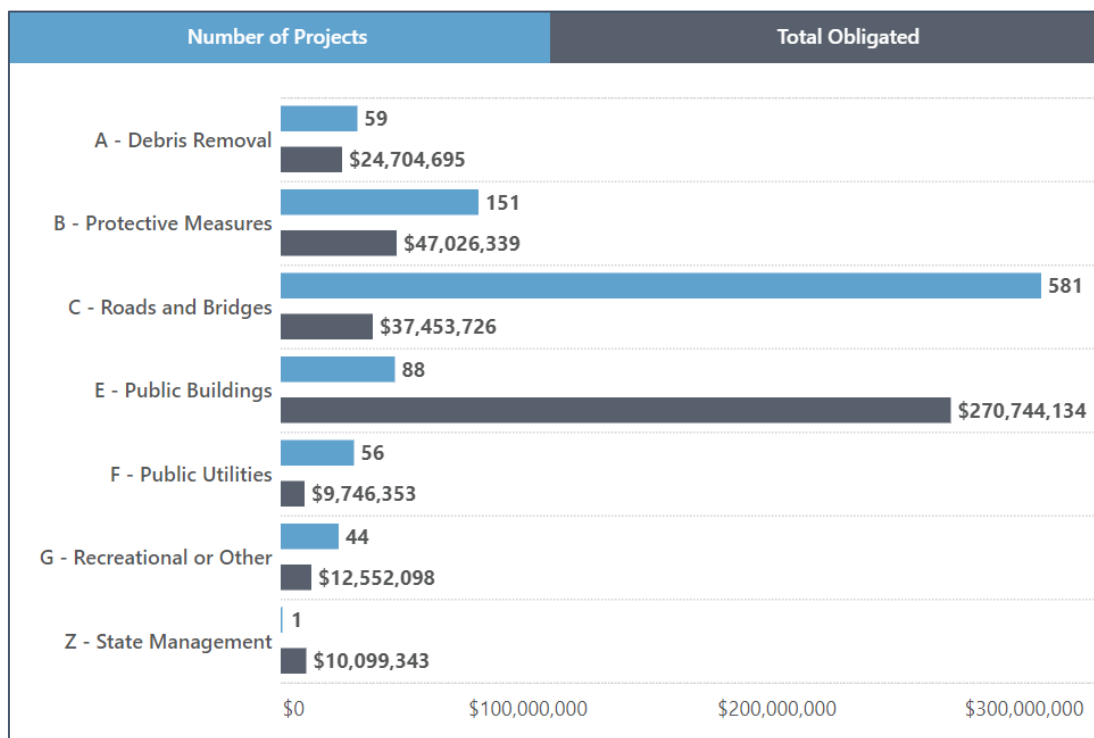 Number of Projects
Total Obligated
A - Debris Removal
59
$24,704,695
B - Protective Measures
151
$47,026,339
C - Roads and Bridges
581
$37,453,726
E - Public Buildings
88
$270,744,134
F - Public Utilities
56
$9,746,353
G - Recreational or Other
44
$12,552,098
Z - State Management
1
$10,099,343
$0
$100,000,000
$200,000,000
$300,000,000